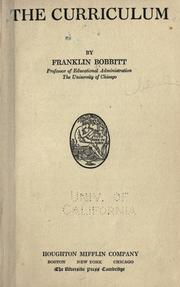 THE CURRICULUM
BY
FRANKLIN BOBBITT
Professor of Educational Administration
The University of Chicago
UNIV. OF
CALIFORNIA
HOUGHTON MIFFLIN COMPANY
BOSTON NEW YORK CHICAGO
The Riverside Press Cambridge